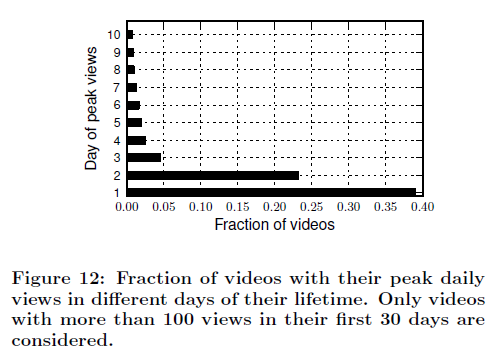 10
9
8
7
6
5
4
3
2
1
Day of peak views
0.00 0.05 0.10 0.15 0.20 0.25 0.30 0.35 0.40
Fraction of videos
Figure 12: Fraction of videos with their peak daily
views in different days of their lifetime. Only videos
with more than 100 views in their first 30 days are
considered.